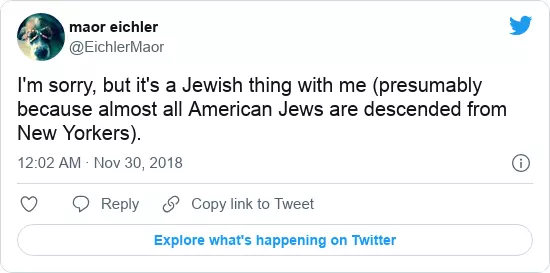 maor eichler
@EichlerMaor
I'm sorry, but it's a Jewish thing with me (presumably
because almost all American Jews are descended from
New Yorkers).
12:02 AM · Nov 30, 2018
Reply Copy link to Tweet
Explore what's happening on Twitter